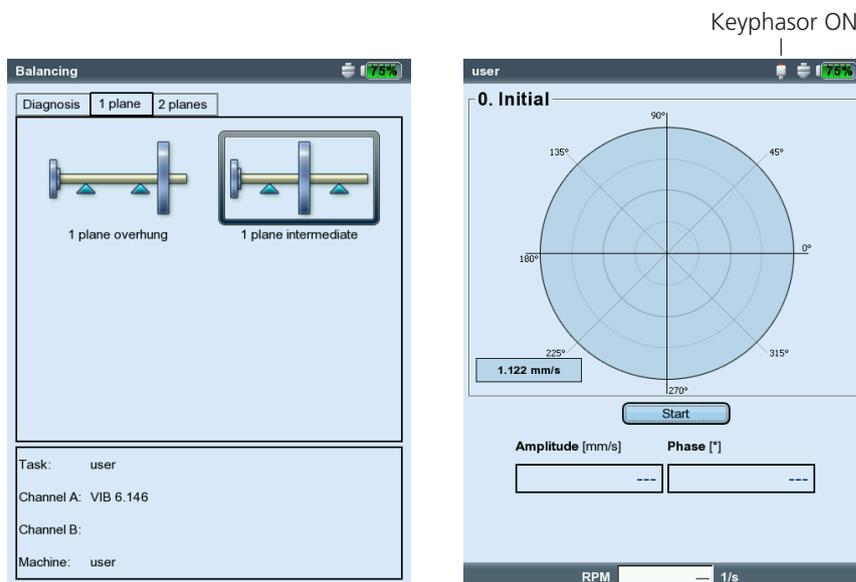 Keyphasor ON
Balancing
75%
Diagnosis 1 plane 2 planes
1 plane overhung 1 plane intermediate
Task: user
Channel A: VIB 6.146
Channel B:
Machine: user
user
75%
0. Initial
90°
135° 45°
180° 0°
225° 315°
1.122 mm/s
270°
Start
Amplitude [mm/s] Phase [°]
--- ---
RPM — 1/s